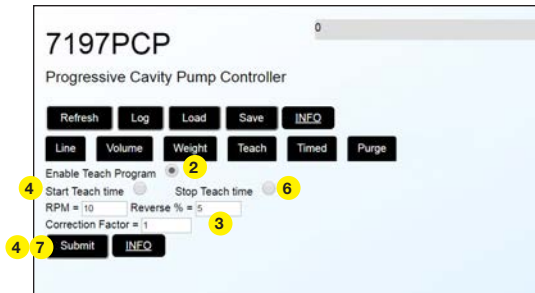 0
7197PCP
Progressive Cavity Pump Controller
Refresh Log Load Save INFO
Line Volume Weight Teach Timed Purge
Enable Teach Program 2
4 Start Teach time Stop Teach time 6
RPM = 10 Reverse % = 5
Correction Factor = 1 3
4 7 Submit INFO